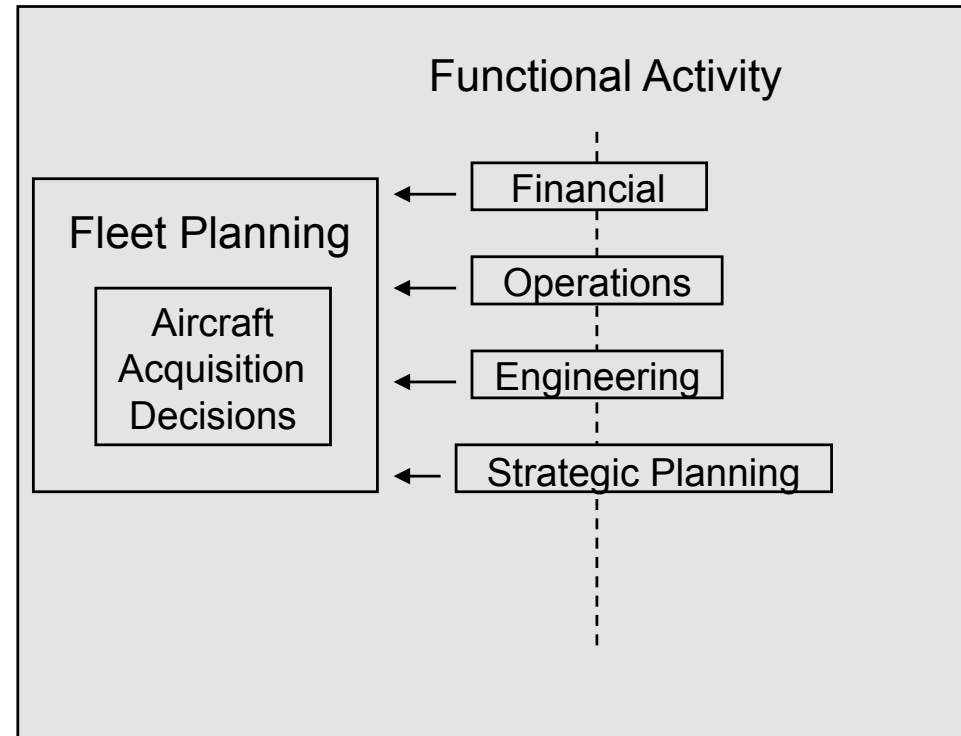 Functional Activity
Financial
Fleet Planning
Operations
Aircraft
Acquisition
Decisions
Engineering
Strategic Planning